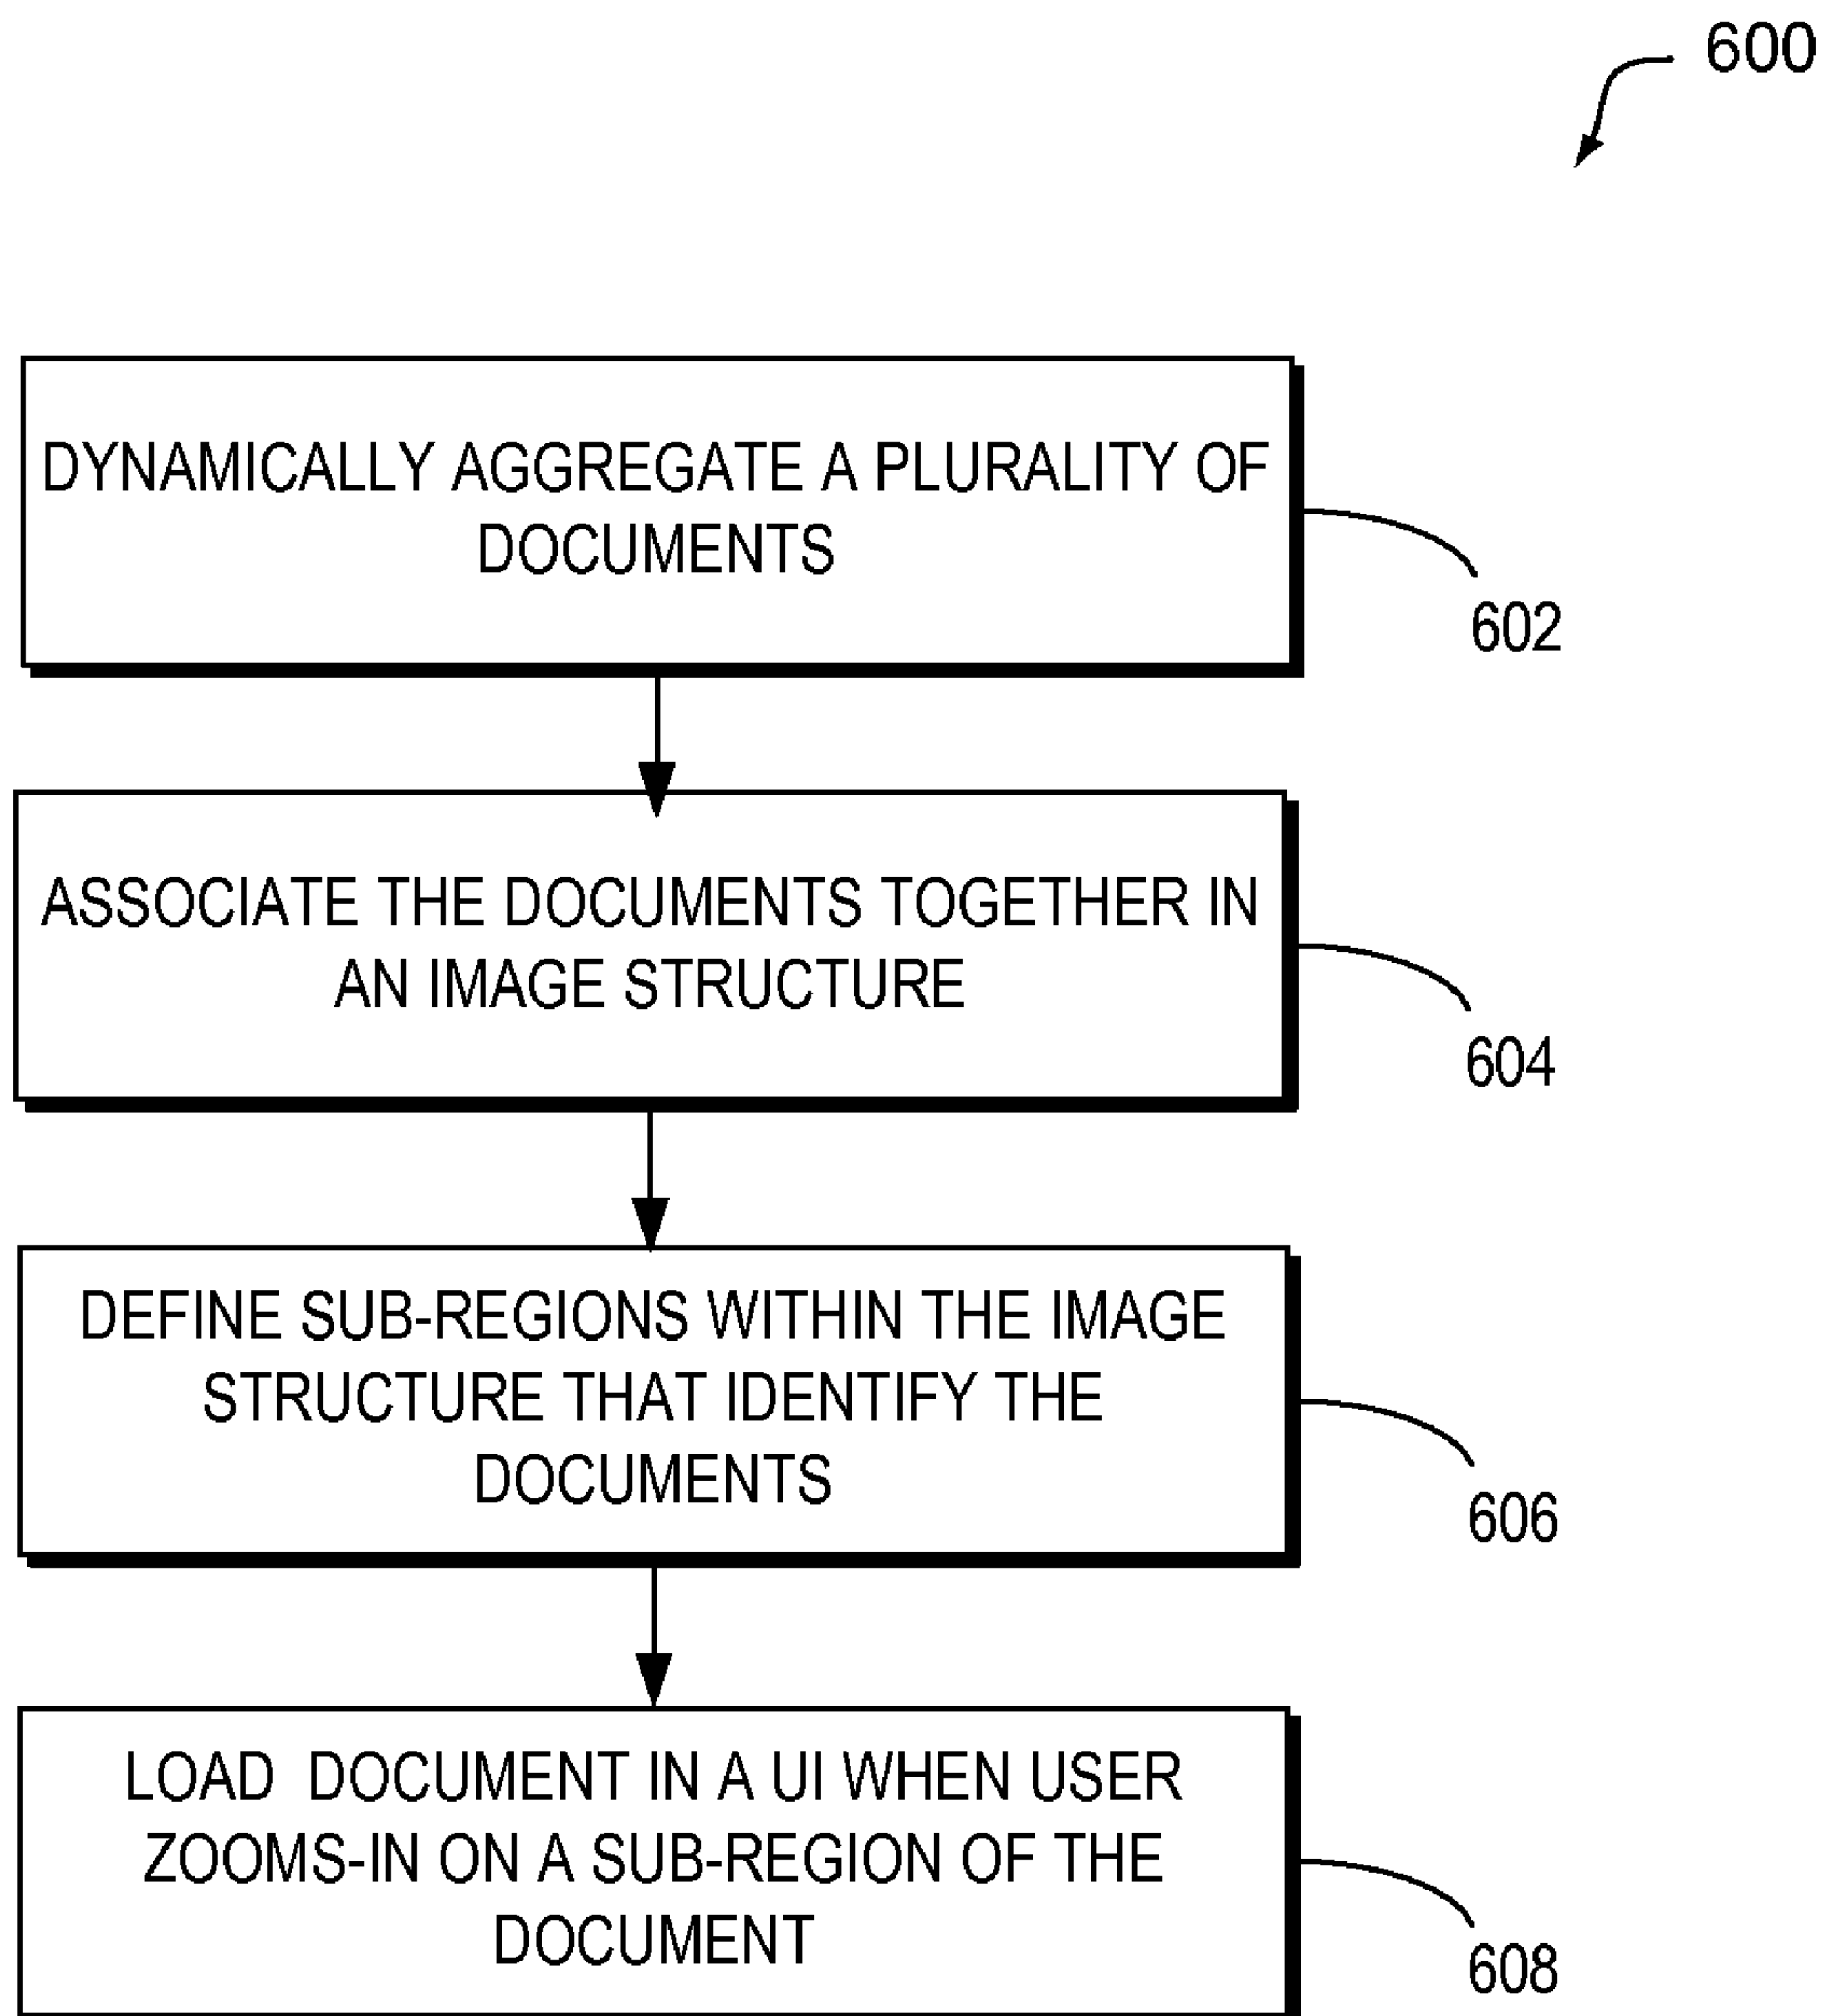 600
DYNAMICALLY AGGREGATE A PLURALITY OF
DOCUMENTS
602
ASSOCIATE THE DOCUMENTS TOGETHER IN
AN IMAGE STRUCTURE
604
DEFINE SUB-REGIONS WITHIN THE IMAGE
STRUCTURE THAT IDENTIFY THE
DOCUMENTS
606
LOAD DOCUMENT IN A UI WHEN USER
ZOOMS-IN ON A SUB-REGION OF THE
DOCUMENT
608